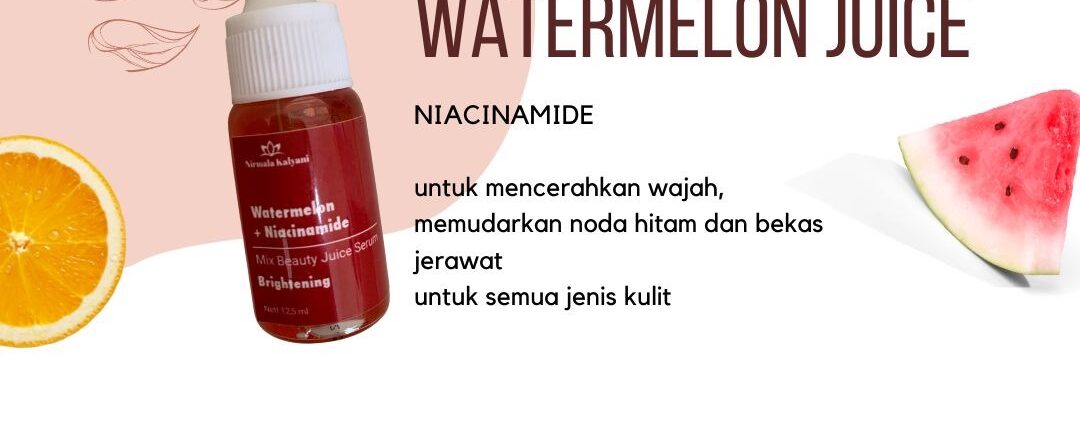 WATERMELON JUICE
NIACINAMIDE
untuk mencerahkan wajah,
memudarkan noda hitam dan bekas
jerawat
untuk semua jenis kulit
Nirmala Kalyani
Watermelon
+ Niacinamide
Mix Beauty Juice Serum
Brightening
Nett 12,5 ml